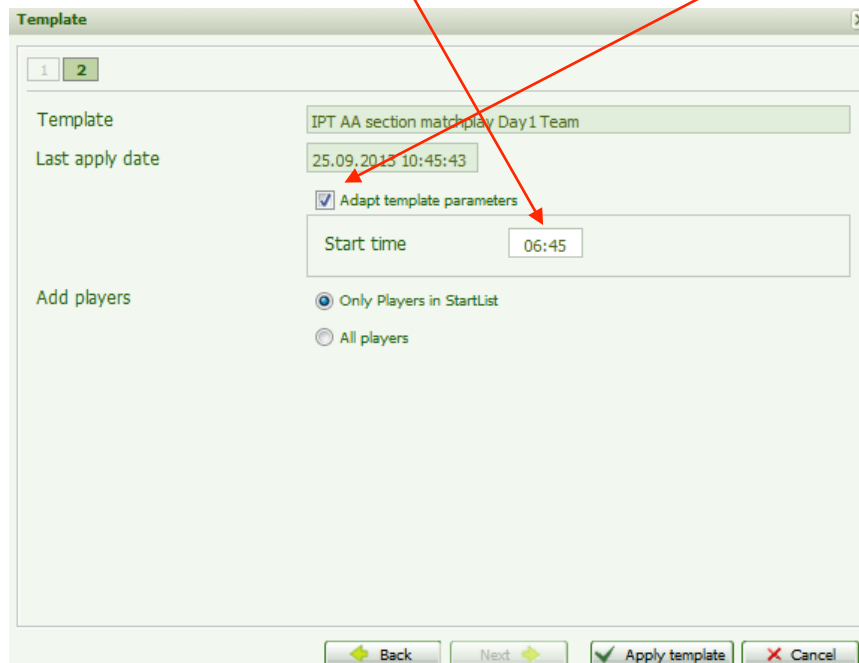 Template
1 2
Template IPT AA section matchplay Day1 Team
Last apply date 25.09.2013 10:45:43
Adapt template parameters
Start time 06:45
Add players Only Players in StartList
All players
Back Next Apply template Cancel